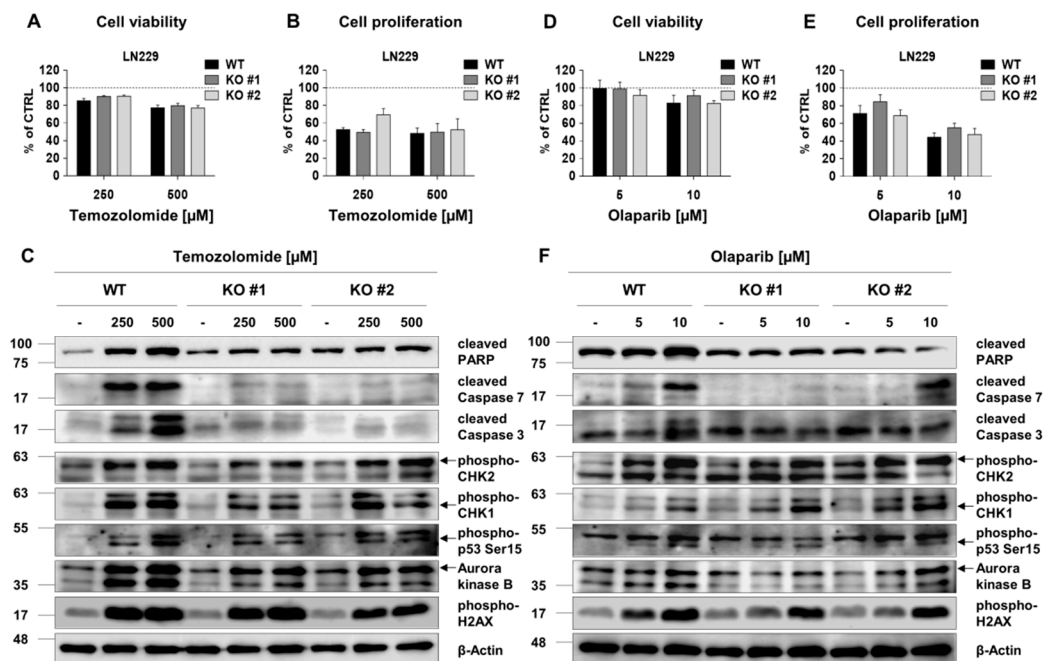 A Cell viability
LN229
WT
KO #1
KO #2
% of CTRL
120
100
80
60
40
20
0
250 500
Temozolomide [µM]
B Cell proliferation
LN229
WT
KO #1
KO #2
% of CTRL
120
100
80
60
40
20
0
250 500
Temozolomide [µM]
D Cell viability
LN229
WT
KO #1
KO #2
% of CTRL
120
100
80
60
40
20
0
5 10
Olaparib [µM]
E Cell proliferation
LN229
WT
KO #1
KO #2
% of CTRL
120
100
80
60
40
20
0
5 10
Olaparib [µM]
C Temozolomide [µM]
WT KO #1 KO #2
- 250 500 - 250 500 - 250 500
100
75
cleaved
PARP
17
cleaved
Caspase 7
17
cleaved
Caspase 3
63
phospho-
CHK2
63
phospho-
CHK1
55
phospho-
p53 Ser15
35
Aurora
kinase B
17
phospho-
H2AX
48
β-Actin
F Olaparib [µM]
WT KO #1 KO #2
- 5 10 - 5 10 - 5 10
100
75
cleaved
PARP
17
cleaved
Caspase 7
17
cleaved
Caspase 3
63
phospho-
CHK2
63
phospho-
CHK1
55
phospho-
p53 Ser15
35
Aurora
kinase B
17
phospho-
H2AX
48
β-Actin